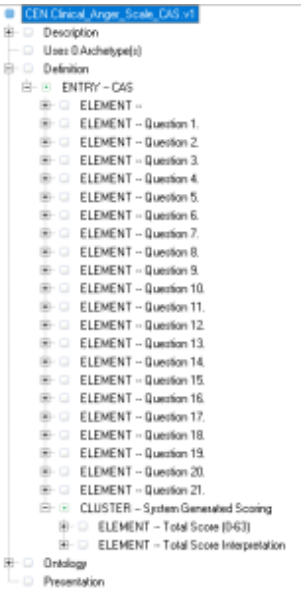 CEN.Clinical_Anger_Scale_CAS.v1
Description
Uses 0 Archetype(s)
Definition
ENTRY – CAS
ELEMENT –
ELEMENT – Question 1.
ELEMENT – Question 2.
ELEMENT – Question 3.
ELEMENT – Question 4.
ELEMENT – Question 5.
ELEMENT – Question 6.
ELEMENT – Question 7.
ELEMENT – Question 8.
ELEMENT – Question 9.
ELEMENT – Question 10.
ELEMENT – Question 11.
ELEMENT – Question 12.
ELEMENT – Question 13.
ELEMENT – Question 14.
ELEMENT – Question 15.
ELEMENT – Question 16.
ELEMENT – Question 17.
ELEMENT – Question 18.
ELEMENT – Question 19.
ELEMENT – Question 20.
ELEMENT – Question 21.
CLUSTER – System Generated Scoring
ELEMENT – Total Score (0-63)
ELEMENT – Total Score Interpretation
Ontology
Presentation